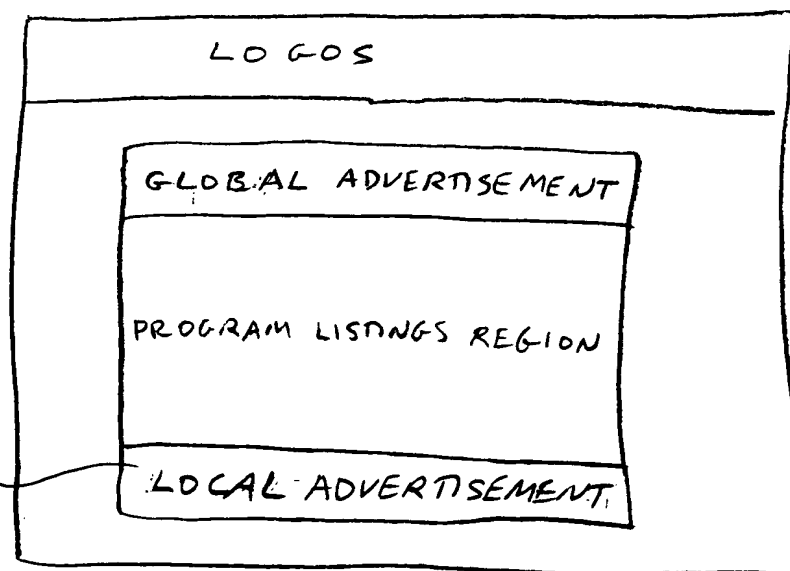 LOGOS
GLOBAL ADVERTISEMENT
PROGRAM LISTINGS REGION
LOCAL ADVERTISEMENT